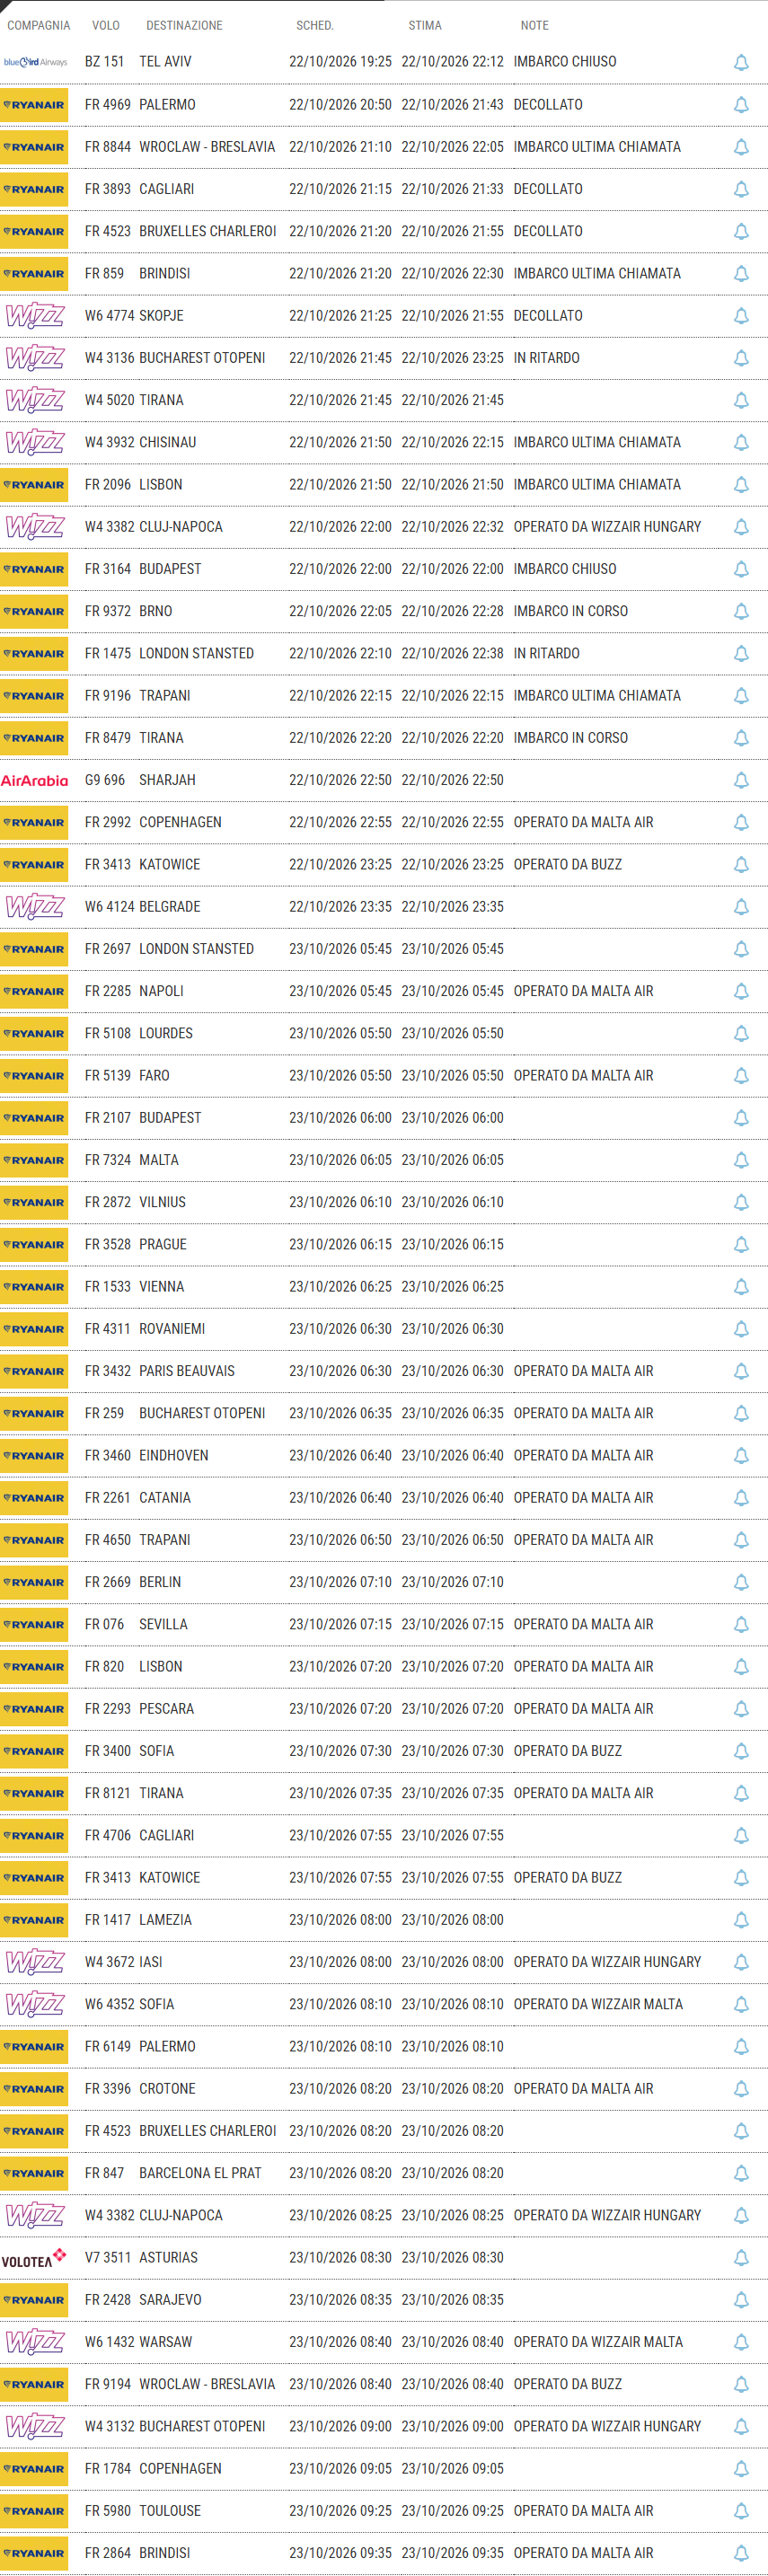 COMPAGNIA VOLO DESTINAZIONE SCHED. STIMA NOTE
blueBird Airways BZ 151 TEL AVIV 22/10/2026 19:25 22/10/2026 22:12 IMBARCO CHIUSO
RYANAIR FR 4969 PALERMO 22/10/2026 20:50 22/10/2026 21:43 DECOLLATO
RYANAIR FR 8844 WROCLAW - BRESLAVIA 22/10/2026 21:10 22/10/2026 22:05 IMBARCO ULTIMA CHIAMATA
RYANAIR FR 3893 CAGLIARI 22/10/2026 21:15 22/10/2026 21:33 DECOLLATO
RYANAIR FR 4523 BRUXELLES CHARLEROI 22/10/2026 21:20 22/10/2026 21:55 DECOLLATO
RYANAIR FR 859 BRINDISI 22/10/2026 21:20 22/10/2026 22:30 IMBARCO ULTIMA CHIAMATA
WIZZ W6 4774 SKOPJE 22/10/2026 21:25 22/10/2026 21:55 DECOLLATO
WIZZ W4 3136 BUCHAREST OTOPENI 22/10/2026 21:45 22/10/2026 23:25 IN RITARDO
WIZZ W4 5020 TIRANA 22/10/2026 21:45 22/10/2026 21:45
WIZZ W4 3932 CHISINAU 22/10/2026 21:50 22/10/2026 22:15 IMBARCO ULTIMA CHIAMATA
RYANAIR FR 2096 LISBON 22/10/2026 21:50 22/10/2026 21:50 IMBARCO ULTIMA CHIAMATA
WIZZ W4 3382 CLUJ-NAPOCA 22/10/2026 22:00 22/10/2026 22:32 OPERATO DA WIZZAIR HUNGARY
RYANAIR FR 3164 BUDAPEST 22/10/2026 22:00 22/10/2026 22:00 IMBARCO CHIUSO
RYANAIR FR 9372 BRNO 22/10/2026 22:05 22/10/2026 22:28 IMBARCO IN CORSO
RYANAIR FR 1475 LONDON STANSTED 22/10/2026 22:10 22/10/2026 22:38 IN RITARDO
RYANAIR FR 9196 TRAPANI 22/10/2026 22:15 22/10/2026 22:15 IMBARCO ULTIMA CHIAMATA
RYANAIR FR 8479 TIRANA 22/10/2026 22:20 22/10/2026 22:20 IMBARCO IN CORSO
AirArabia G9 696 SHARJAH 22/10/2026 22:50 22/10/2026 22:50
RYANAIR FR 2992 COPENHAGEN 22/10/2026 22:55 22/10/2026 22:55 OPERATO DA MALTA AIR
RYANAIR FR 3413 KATOWICE 22/10/2026 23:25 22/10/2026 23:25 OPERATO DA BUZZ
WIZZ W6 4124 BELGRADE 22/10/2026 23:35 22/10/2026 23:35
RYANAIR FR 2697 LONDON STANSTED 23/10/2026 05:45 23/10/2026 05:45
RYANAIR FR 2285 NAPOLI 23/10/2026 05:45 23/10/2026 05:45 OPERATO DA MALTA AIR
RYANAIR FR 5108 LOURDES 23/10/2026 05:50 23/10/2026 05:50
RYANAIR FR 5139 FARO 23/10/2026 05:50 23/10/2026 05:50 OPERATO DA MALTA AIR
RYANAIR FR 2107 BUDAPEST 23/10/2026 06:00 23/10/2026 06:00
RYANAIR FR 7324 MALTA 23/10/2026 06:05 23/10/2026 06:05
RYANAIR FR 2872 VILNIUS 23/10/2026 06:10 23/10/2026 06:10
RYANAIR FR 3528 PRAGUE 23/10/2026 06:15 23/10/2026 06:15
RYANAIR FR 1533 VIENNA 23/10/2026 06:25 23/10/2026 06:25
RYANAIR FR 4311 ROVANIEMI 23/10/2026 06:30 23/10/2026 06:30
RYANAIR FR 3432 PARIS BEAUVAIS 23/10/2026 06:30 23/10/2026 06:30 OPERATO DA MALTA AIR
RYANAIR FR 259 BUCHAREST OTOPENI 23/10/2026 06:35 23/10/2026 06:35 OPERATO DA MALTA AIR
RYANAIR FR 3460 EINDHOVEN 23/10/2026 06:40 23/10/2026 06:40 OPERATO DA MALTA AIR
RYANAIR FR 2261 CATANIA 23/10/2026 06:40 23/10/2026 06:40 OPERATO DA MALTA AIR
RYANAIR FR 4650 TRAPANI 23/10/2026 06:50 23/10/2026 06:50 OPERATO DA MALTA AIR
RYANAIR FR 2669 BERLIN 23/10/2026 07:10 23/10/2026 07:10
RYANAIR FR 076 SEVILLA 23/10/2026 07:15 23/10/2026 07:15 OPERATO DA MALTA AIR
RYANAIR FR 820 LISBON 23/10/2026 07:20 23/10/2026 07:20 OPERATO DA MALTA AIR
RYANAIR FR 2293 PESCARA 23/10/2026 07:20 23/10/2026 07:20 OPERATO DA MALTA AIR
RYANAIR FR 3400 SOFIA 23/10/2026 07:30 23/10/2026 07:30 OPERATO DA BUZZ
RYANAIR FR 8121 TIRANA 23/10/2026 07:35 23/10/2026 07:35 OPERATO DA MALTA AIR
RYANAIR FR 4706 CAGLIARI 23/10/2026 07:55 23/10/2026 07:55
RYANAIR FR 3413 KATOWICE 23/10/2026 07:55 23/10/2026 07:55 OPERATO DA BUZZ
RYANAIR FR 1417 LAMEZIA 23/10/2026 08:00 23/10/2026 08:00
WIZZ W4 3672 IASI 23/10/2026 08:00 23/10/2026 08:00 OPERATO DA WIZZAIR HUNGARY
WIZZ W6 4352 SOFIA 23/10/2026 08:10 23/10/2026 08:10 OPERATO DA WIZZAIR MALTA
RYANAIR FR 6149 PALERMO 23/10/2026 08:10 23/10/2026 08:10
RYANAIR FR 3396 CROTONE 23/10/2026 08:20 23/10/2026 08:20 OPERATO DA MALTA AIR
RYANAIR FR 4523 BRUXELLES CHARLEROI 23/10/2026 08:20 23/10/2026 08:20
RYANAIR FR 847 BARCELONA EL PRAT 23/10/2026 08:20 23/10/2026 08:20
WIZZ W4 3382 CLUJ-NAPOCA 23/10/2026 08:25 23/10/2026 08:25 OPERATO DA WIZZAIR HUNGARY
VOLOTEA V7 3511 ASTURIAS 23/10/2026 08:30 23/10/2026 08:30
RYANAIR FR 2428 SARAJEVO 23/10/2026 08:35 23/10/2026 08:35
WIZZ W6 1432 WARSAW 23/10/2026 08:40 23/10/2026 08:40 OPERATO DA WIZZAIR MALTA
RYANAIR FR 9194 WROCLAW - BRESLAVIA 23/10/2026 08:40 23/10/2026 08:40 OPERATO DA BUZZ
WIZZ W4 3132 BUCHAREST OTOPENI 23/10/2026 09:00 23/10/2026 09:00 OPERATO DA WIZZAIR HUNGARY
RYANAIR FR 1784 COPENHAGEN 23/10/2026 09:05 23/10/2026 09:05
RYANAIR FR 5980 TOULOUSE 23/10/2026 09:25 23/10/2026 09:25 OPERATO DA MALTA AIR
RYANAIR FR 2864 BRINDISI 23/10/2026 09:35 23/10/2026 09:35 OPERATO DA MALTA AIR